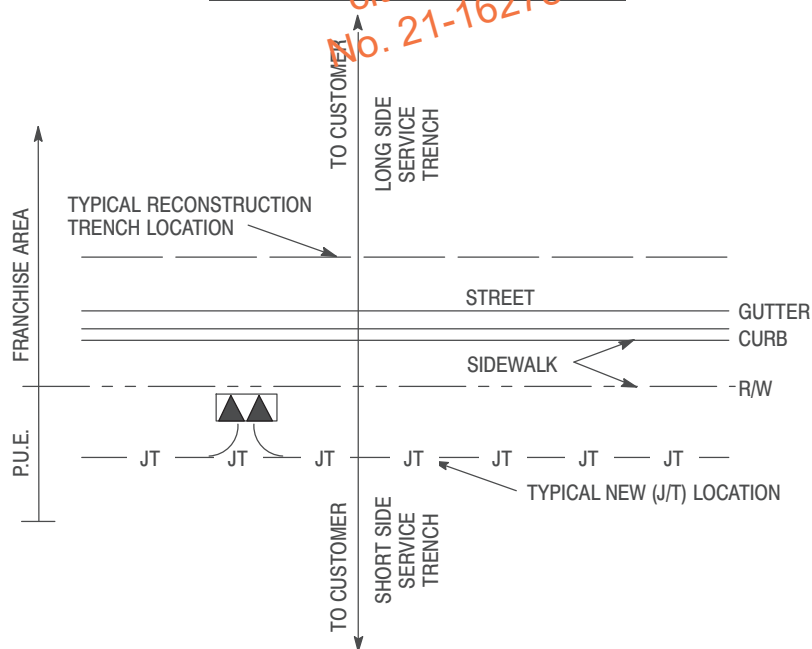 No. 21-16278
TO CUSTOMER
LONG SIDE
SERVICE
TRENCH
TYPICAL RECONSTRUCTION
TRENCH LOCATION
FRANCHISE AREA
STREET
GUTTER
CURB
SIDEWALK
R/W
P.U.E.
JT JT JT JT JT JT JT
TYPICAL NEW (J/T) LOCATION
TO CUSTOMER
SHORT SIDE
SERVICE
TRENCH